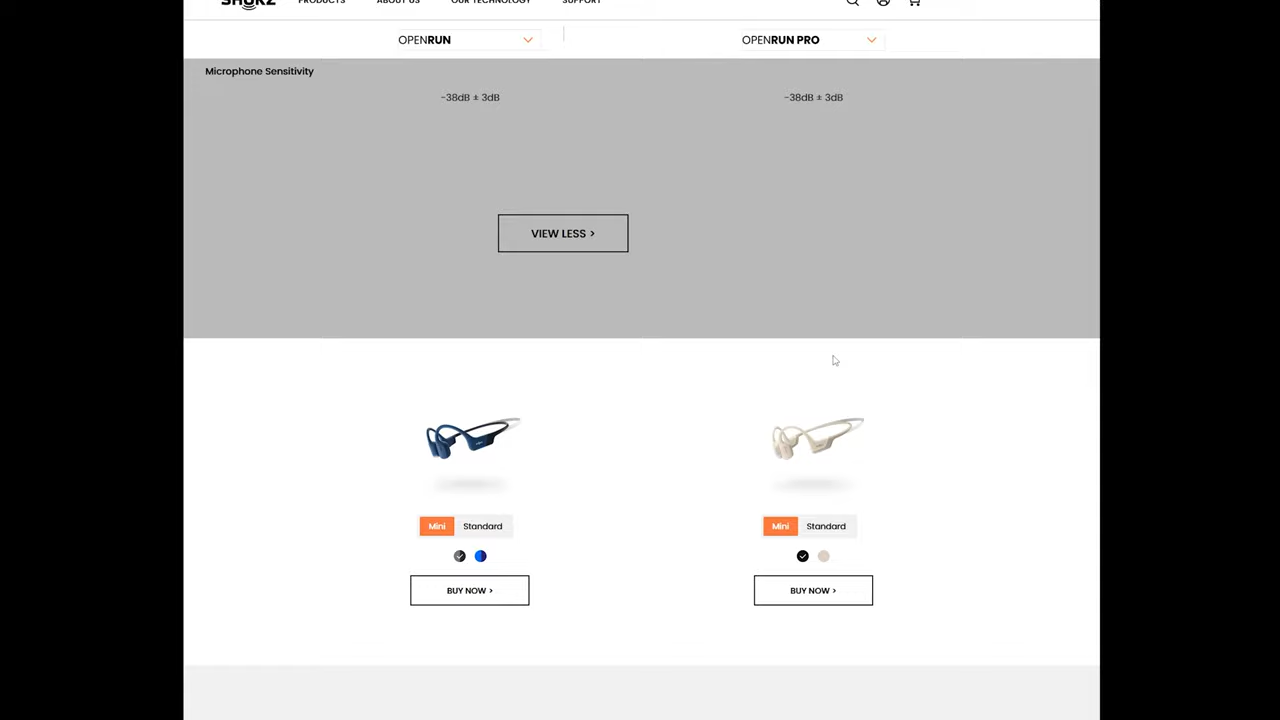 SHOKZ
PRODUCTS ABOUT US OUR TECHNOLOGY SUPPORT
OPENRUN OPENRUN PRO
Microphone Sensitivity
-38dB ± 3dB -38dB ± 3dB
VIEW LESS >
Mini Standard Mini Standard
BUY NOW > BUY NOW >